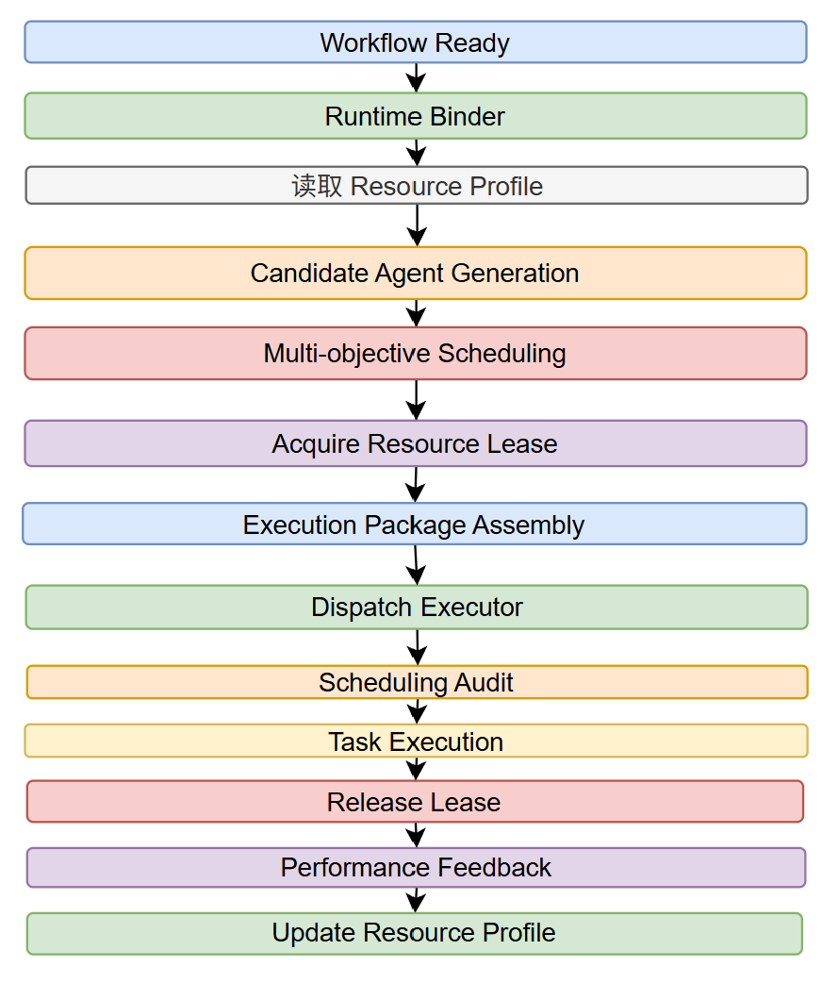 Workflow Ready
Runtime Binder
读取 Resource Profile
Candidate Agent Generation
Multi-objective Scheduling
Acquire Resource Lease
Execution Package Assembly
Dispatch Executor
Scheduling Audit
Task Execution
Release Lease
Performance Feedback
Update Resource Profile